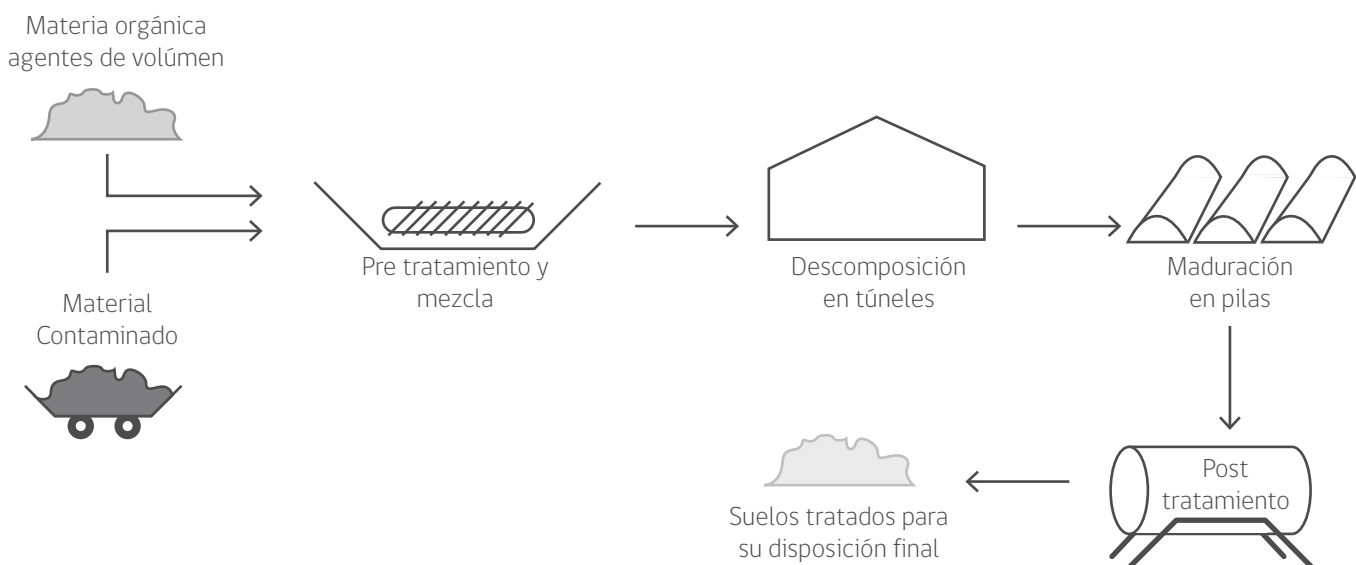 Materia orgánica
agentes de volúmen
Material
Contaminado
Pre tratamiento y
mezcla
Descomposición
en túneles
Maduración
en pilas
Post
tratamiento
Suelos tratados para
su disposición final